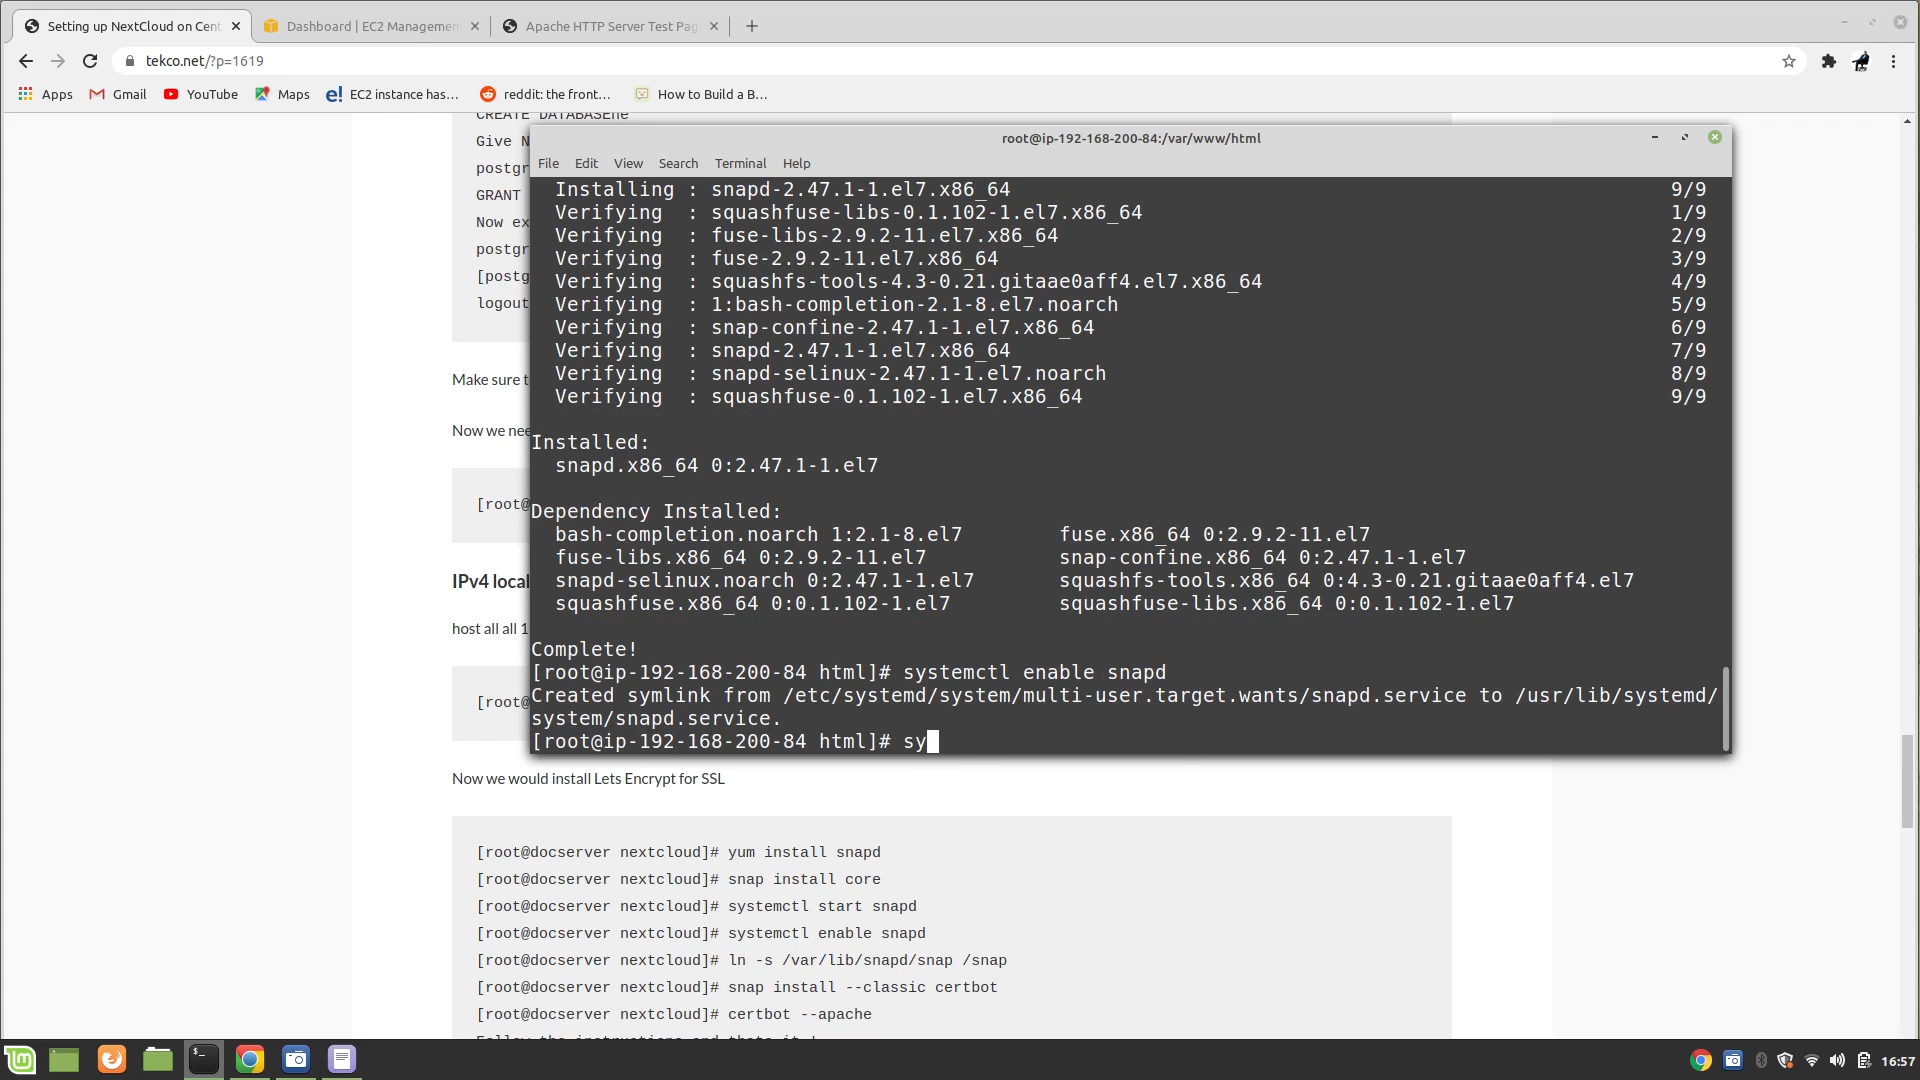 Setting up NextCloud on Cent
Dashboard | EC2 Management
Apache HTTP Server Test Pag
tekco.net/?p=1619
Apps
Gmail
YouTube
Maps
EC2 instance has...
reddit: the front...
How to Build a B...
CREATE DATABASEne
Give N
postgr
GRANT
Now ex
postgr
[postg
logout
Make sure t
Now we nee
[root@
IPv4 local
host all all 1
[root@
root@ip-192-168-200-84:/var/www/html
File Edit View Search Terminal Help
Installing : snapd-2.47.1-1.el7.x86_64 9/9
Verifying : squashfuse-libs-0.1.102-1.el7.x86_64 1/9
Verifying : fuse-libs-2.9.2-11.el7.x86_64 2/9
Verifying : fuse-2.9.2-11.el7.x86_64 3/9
Verifying : squashfs-tools-4.3-0.21.gitaae0aff4.el7.x86_64 4/9
Verifying : 1:bash-completion-2.1-8.el7.noarch 5/9
Verifying : snap-confine-2.47.1-1.el7.x86_64 6/9
Verifying : snapd-2.47.1-1.el7.x86_64 7/9
Verifying : snapd-selinux-2.47.1-1.el7.noarch 8/9
Verifying : squashfuse-0.1.102-1.el7.x86_64 9/9
Installed:
snapd.x86_64 0:2.47.1-1.el7
Dependency Installed:
bash-completion.noarch 1:2.1-8.el7 fuse.x86_64 0:2.9.2-11.el7
fuse-libs.x86_64 0:2.9.2-11.el7 snap-confine.x86_64 0:2.47.1-1.el7
snapd-selinux.noarch 0:2.47.1-1.el7 squashfs-tools.x86_64 0:4.3-0.21.gitaae0aff4.el7
squashfuse.x86_64 0:0.1.102-1.el7 squashfuse-libs.x86_64 0:0.1.102-1.el7
Complete!
[root@ip-192-168-200-84 html]# systemctl enable snapd
Created symlink from /etc/systemd/system/multi-user.target.wants/snapd.service to /usr/lib/systemd/
system/snapd.service.
[root@ip-192-168-200-84 html]# sy
Now we would install Lets Encrypt for SSL
[root@docserver nextcloud]# yum install snapd
[root@docserver nextcloud]# snap install core
[root@docserver nextcloud]# systemctl start snapd
[root@docserver nextcloud]# systemctl enable snapd
[root@docserver nextcloud]# ln -s /var/lib/snapd/snap /snap
[root@docserver nextcloud]# snap install --classic certbot
[root@docserver nextcloud]# certbot --apache
16:57